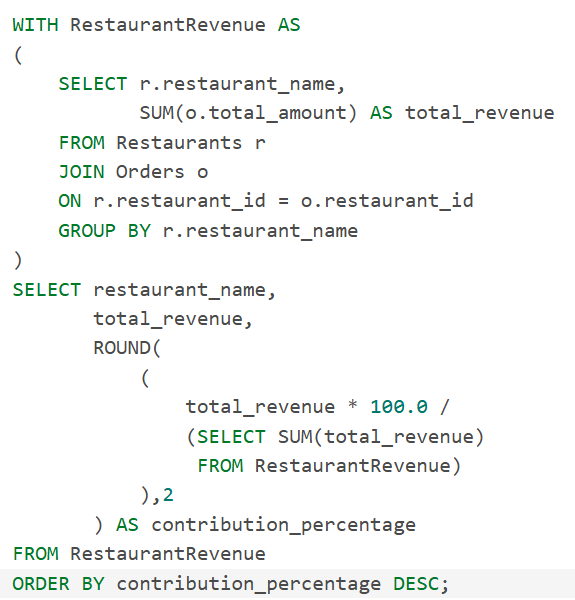 WITH RestaurantRevenue AS
(
    SELECT r.restaurant_name,
           SUM(o.total_amount) AS total_revenue
    FROM Restaurants r
    JOIN Orders o
    ON r.restaurant_id = o.restaurant_id
    GROUP BY r.restaurant_name
)
SELECT restaurant_name,
       total_revenue,
       ROUND(
           (
               total_revenue * 100.0 /
               (SELECT SUM(total_revenue)
                FROM RestaurantRevenue)
           ),2
       ) AS contribution_percentage
FROM RestaurantRevenue
ORDER BY contribution_percentage DESC;